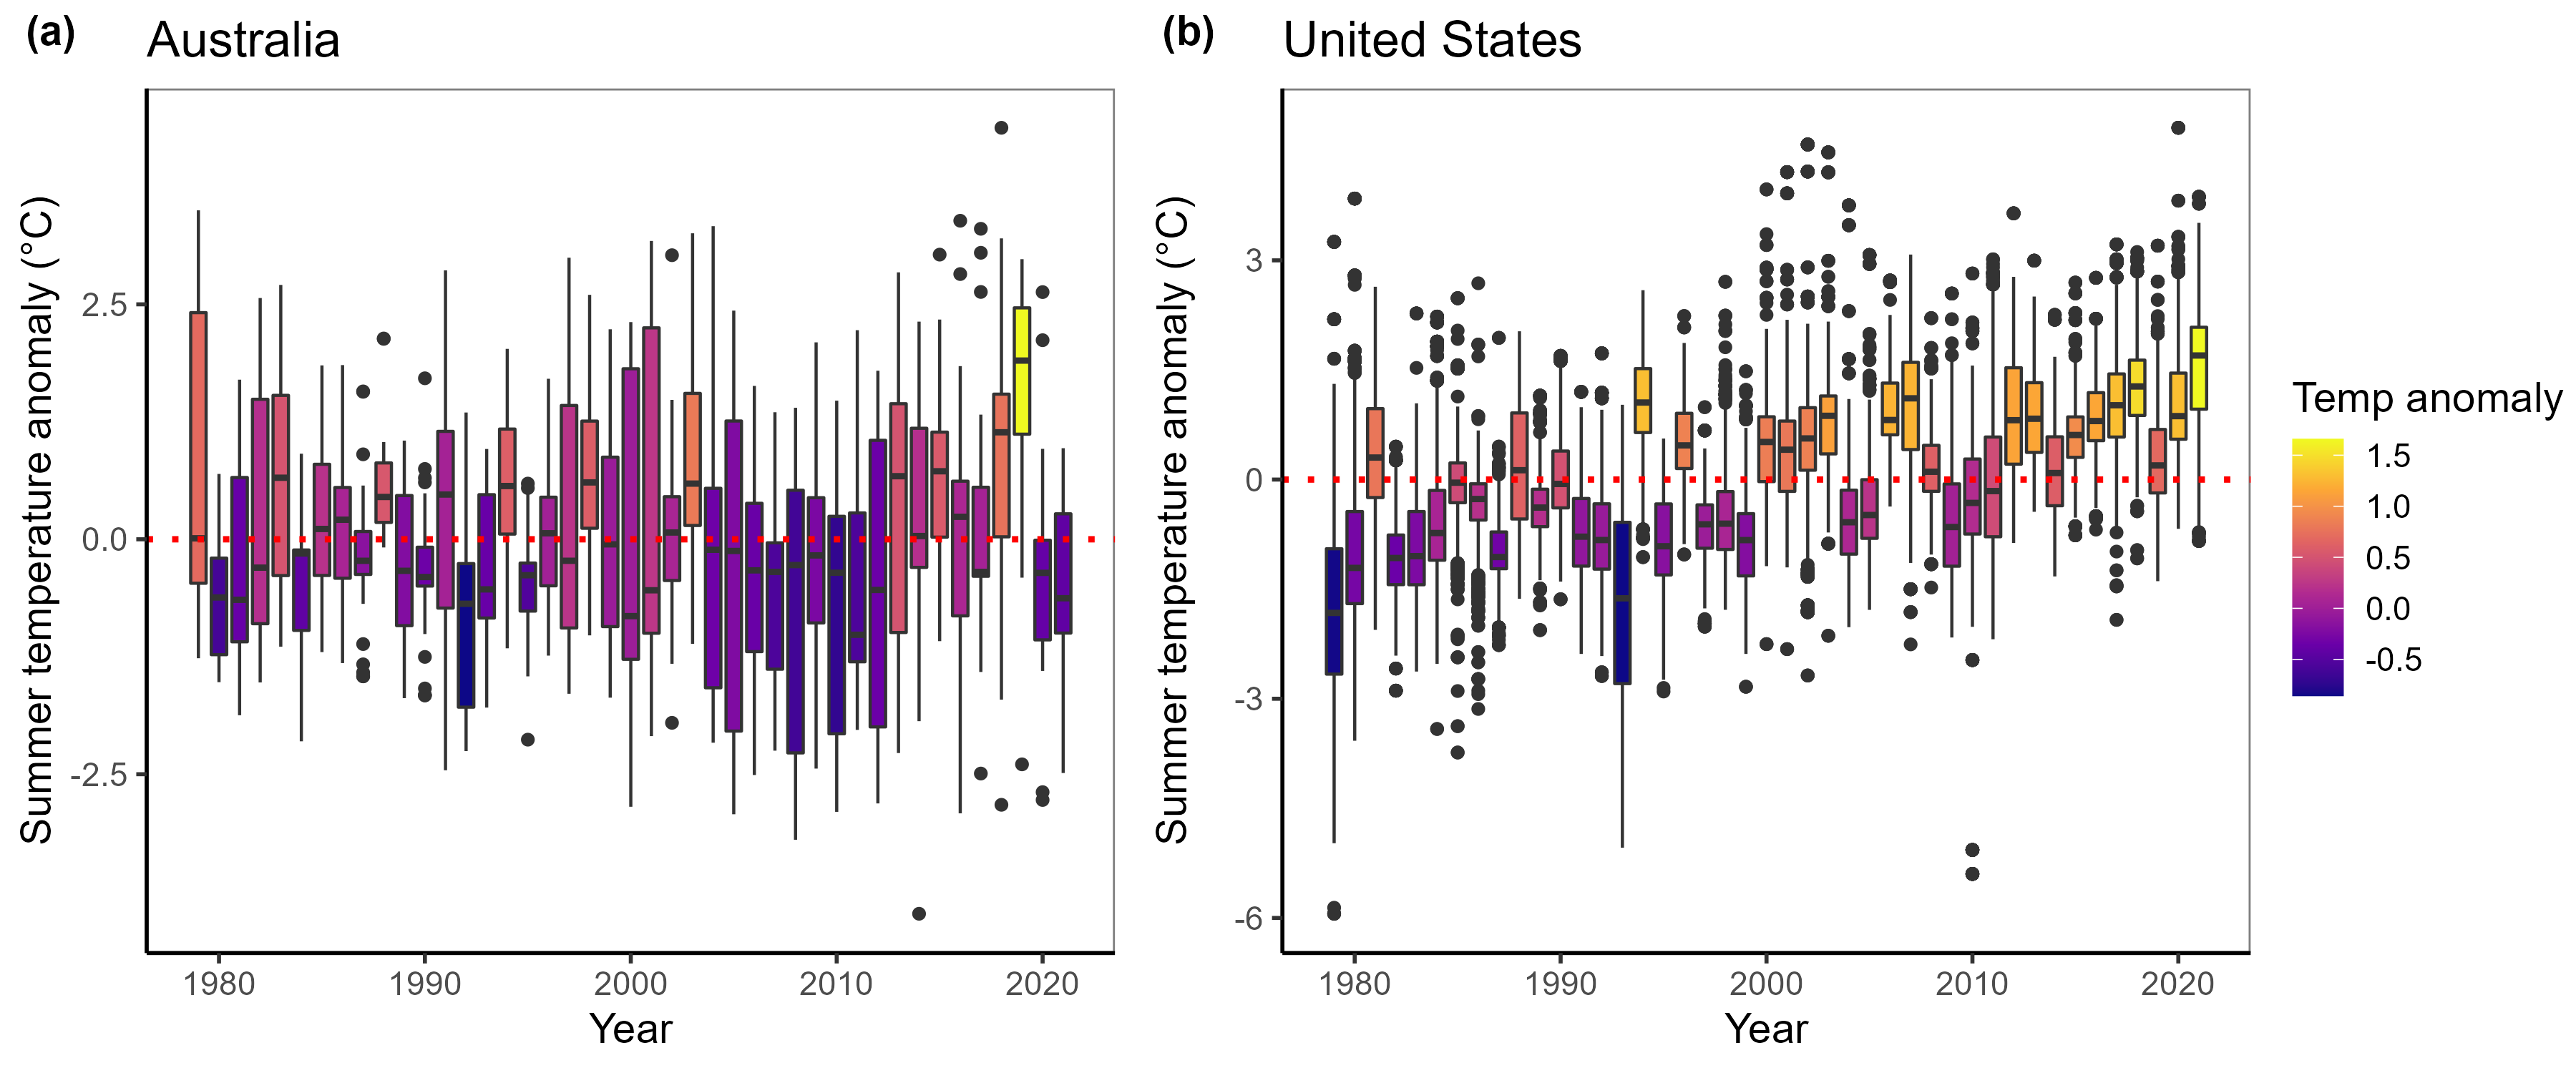 (a) Australia
Summer temperature anomaly (°C)
2.5
0.0
-2.5
1980 1990 2000 2010 2020
Year
(b) United States
Summer temperature anomaly (°C)
3
0
-3
-6
1980 1990 2000 2010 2020
Year
Temp anomaly
1.5
1.0
0.5
0.0
-0.5